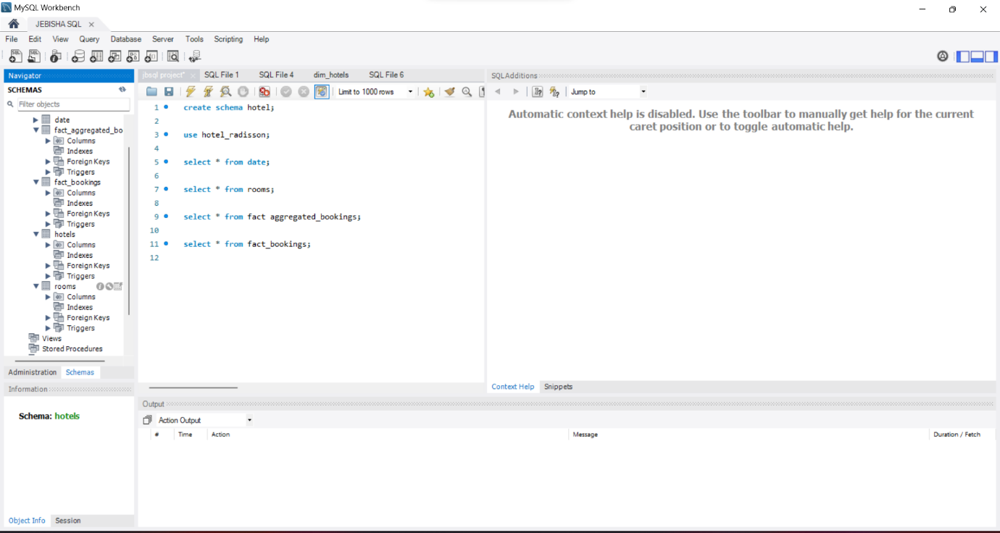 MySQL Workbench
JEBISHA SQL
File Edit View Query Database Server Tools Scripting Help
Navigator
SCHEMAS
Filter objects
date
fact_aggregated_bo
Columns
Indexes
Foreign Keys
Triggers
fact_bookings
Columns
Indexes
Foreign Keys
Triggers
hotels
Columns
Indexes
Foreign Keys
Triggers
rooms
Columns
Indexes
Foreign Keys
Triggers
Views
Stored Procedures
Administration Schemas
Information
Schema: hotels
Object Info Session
jbsql project* SQL File 1 SQL File 4 dim_hotels SQL File 6
Limit to 1000 rows
1 create schema hotel;
2
3 use hotel_radisson;
4
5 select * from date;
6
7 select * from rooms;
8
9 select * from fact aggregated_bookings;
10
11 select * from fact_bookings;
12
SQLAdditions
Jump to
Automatic context help is disabled. Use the toolbar to manually get help for the current
caret position or to toggle automatic help.
Context Help Snippets
Output
Action Output
# Time Action Message Duration / Fetch